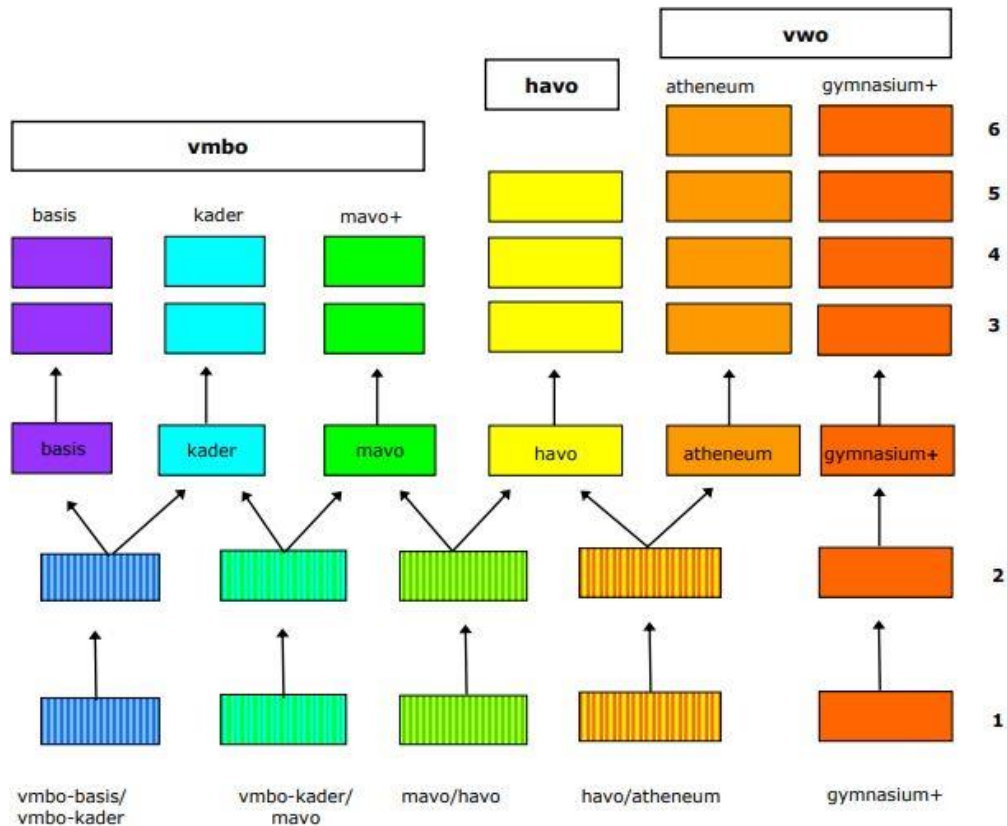 vwo
havo
atheneum
gymnasium+
6
vmbo
5
basis
kader
mavo+
4
3
basis
kader
mavo
havo
atheneum
gymnasium+
2
1
vmbo-basis/
vmbo-kader
vmbo-kader/
mavo
mavo/havo
havo/atheneum
gymnasium+